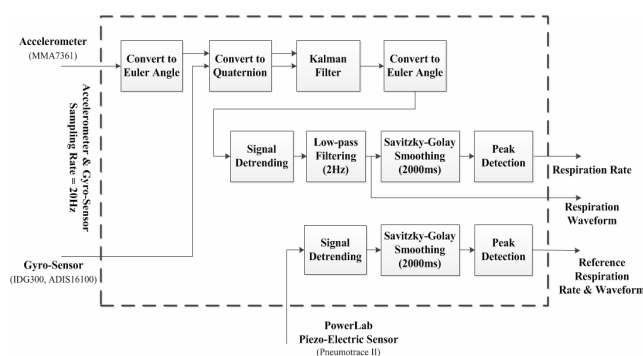 Accelerometer
(MMA7361)
Accelerometer & Gyro-Sensor
Sampling Rate = 20Hz
Convert to
Euler Angle
Convert to
Quaternion
Kalman
Filter
Convert to
Euler Angle
Signal
Detrending
Low-pass
Filtering
(2Hz)
Savitzky-Golay
Smoothing
(2000ms)
Peak
Detection
Respiration Rate
Respiration
Waveform
Gyro-Sensor
(IDG300, ADIS16100)
Signal
Detrending
Savitzky-Golay
Smoothing
(2000ms)
Peak
Detection
Reference
Respiration
Rate & Waveform
PowerLab
Piezo-Electric Sensor
(Pneumotrace II)